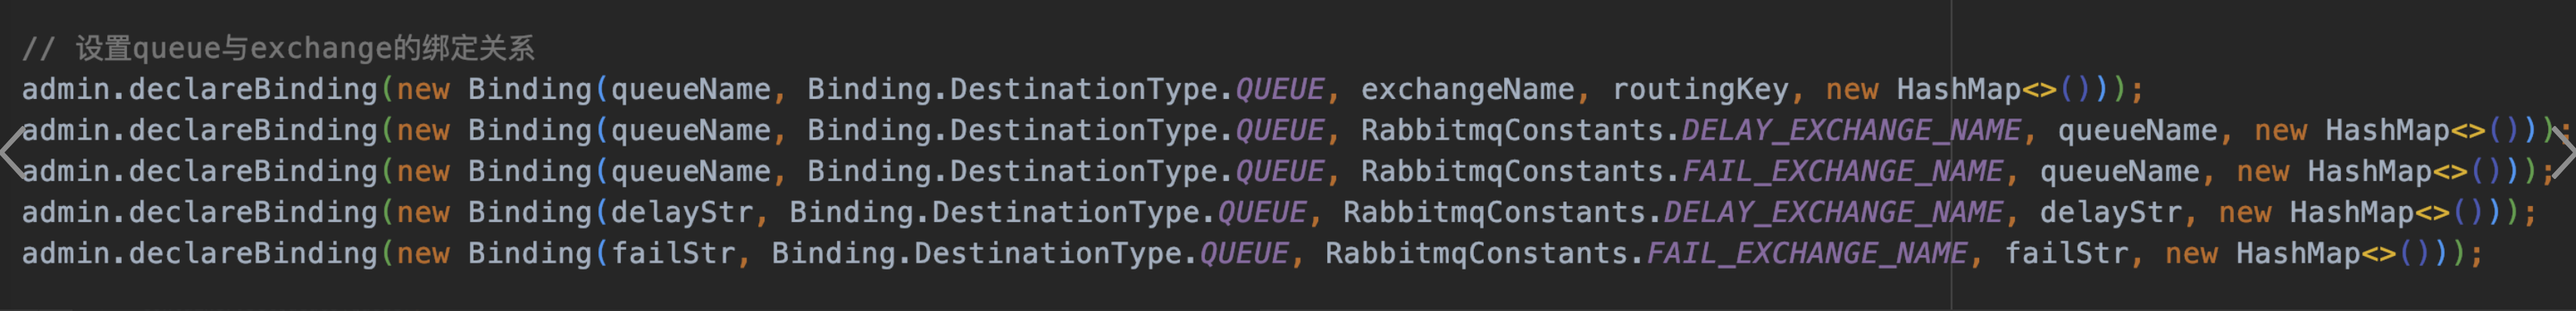 // 设置queue与exchange的绑定关系
admin.declareBinding(new Binding(queueName, Binding.DestinationType.QUEUE, exchangeName, routingKey, new HashMap<>()));
admin.declareBinding(new Binding(queueName, Binding.DestinationType.QUEUE, RabbitmqConstants.DELAY_EXCHANGE_NAME, queueName, new HashMap<>()));
admin.declareBinding(new Binding(queueName, Binding.DestinationType.QUEUE, RabbitmqConstants.FAIL_EXCHANGE_NAME, queueName, new HashMap<>()));
admin.declareBinding(new Binding(delayStr, Binding.DestinationType.QUEUE, RabbitmqConstants.DELAY_EXCHANGE_NAME, delayStr, new HashMap<>()));
admin.declareBinding(new Binding(failStr, Binding.DestinationType.QUEUE, RabbitmqConstants.FAIL_EXCHANGE_NAME, failStr, new HashMap<>()));